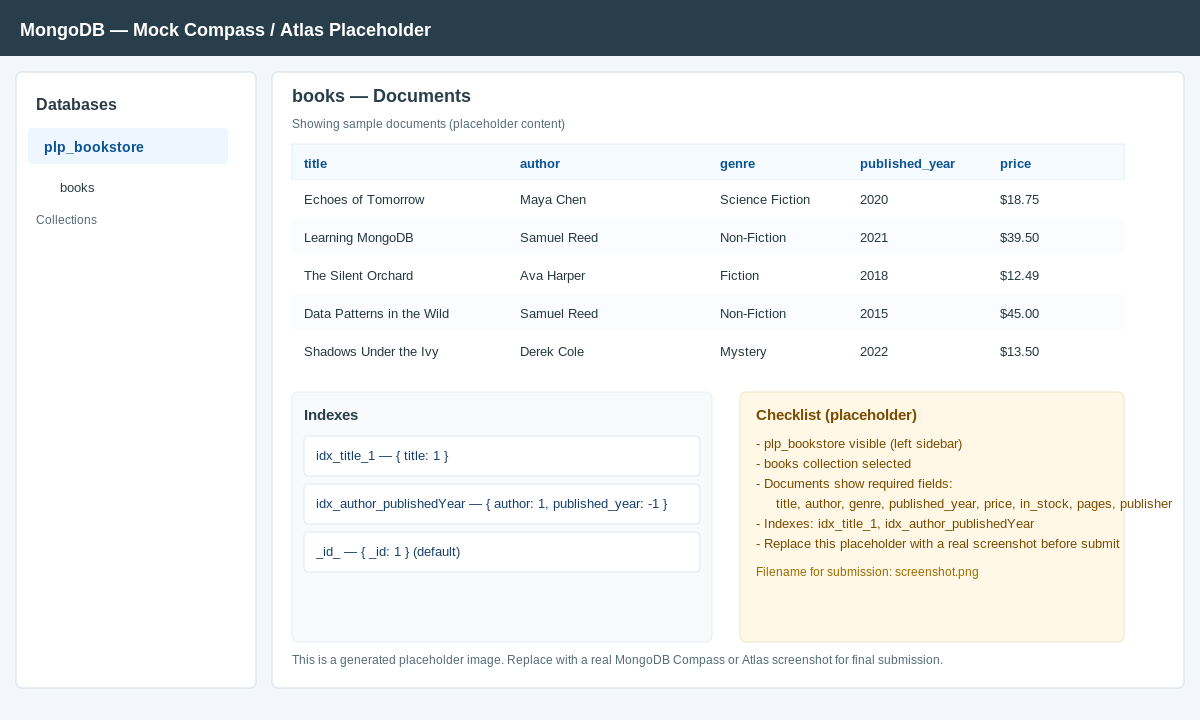 MongoDB — Mock Compass / Atlas Placeholder
Databases
plp_bookstore
books
Collections
books — Documents
Showing sample documents (placeholder content)
title author genre published_year price
Echoes of Tomorrow Maya Chen Science Fiction 2020 $18.75
Learning MongoDB Samuel Reed Non-Fiction 2021 $39.50
The Silent Orchard Ava Harper Fiction 2018 $12.49
Data Patterns in the Wild Samuel Reed Non-Fiction 2015 $45.00
Shadows Under the Ivy Derek Cole Mystery 2022 $13.50
Indexes
idx_title_1 — { title: 1 }
idx_author_publishedYear — { author: 1, published_year: -1 }
_id_ — { _id: 1 } (default)
Checklist (placeholder)
- plp_bookstore visible (left sidebar)
- books collection selected
- Documents show required fields:
title, author, genre, published_year, price, in_stock, pages, publisher
- Indexes: idx_title_1, idx_author_publishedYear
- Replace this placeholder with a real screenshot before submit
Filename for submission: screenshot.png
This is a generated placeholder image. Replace with a real MongoDB Compass or Atlas screenshot for final submission.